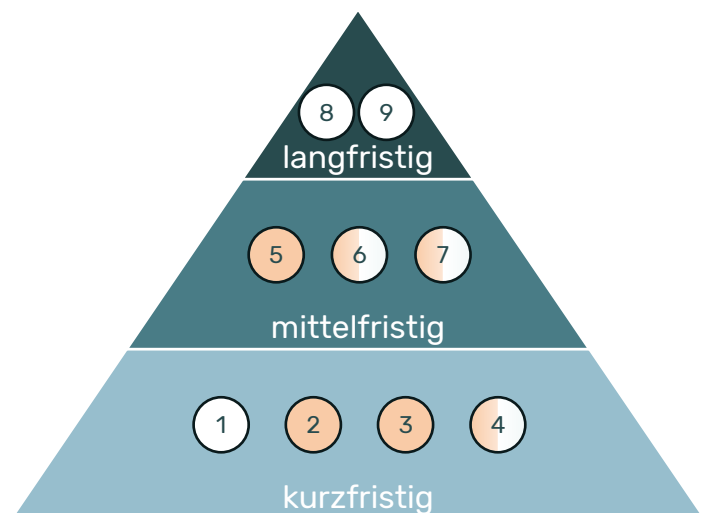 8 9
langfristig
5 6 7
mittelfristig
1 2 3 4
kurzfristig